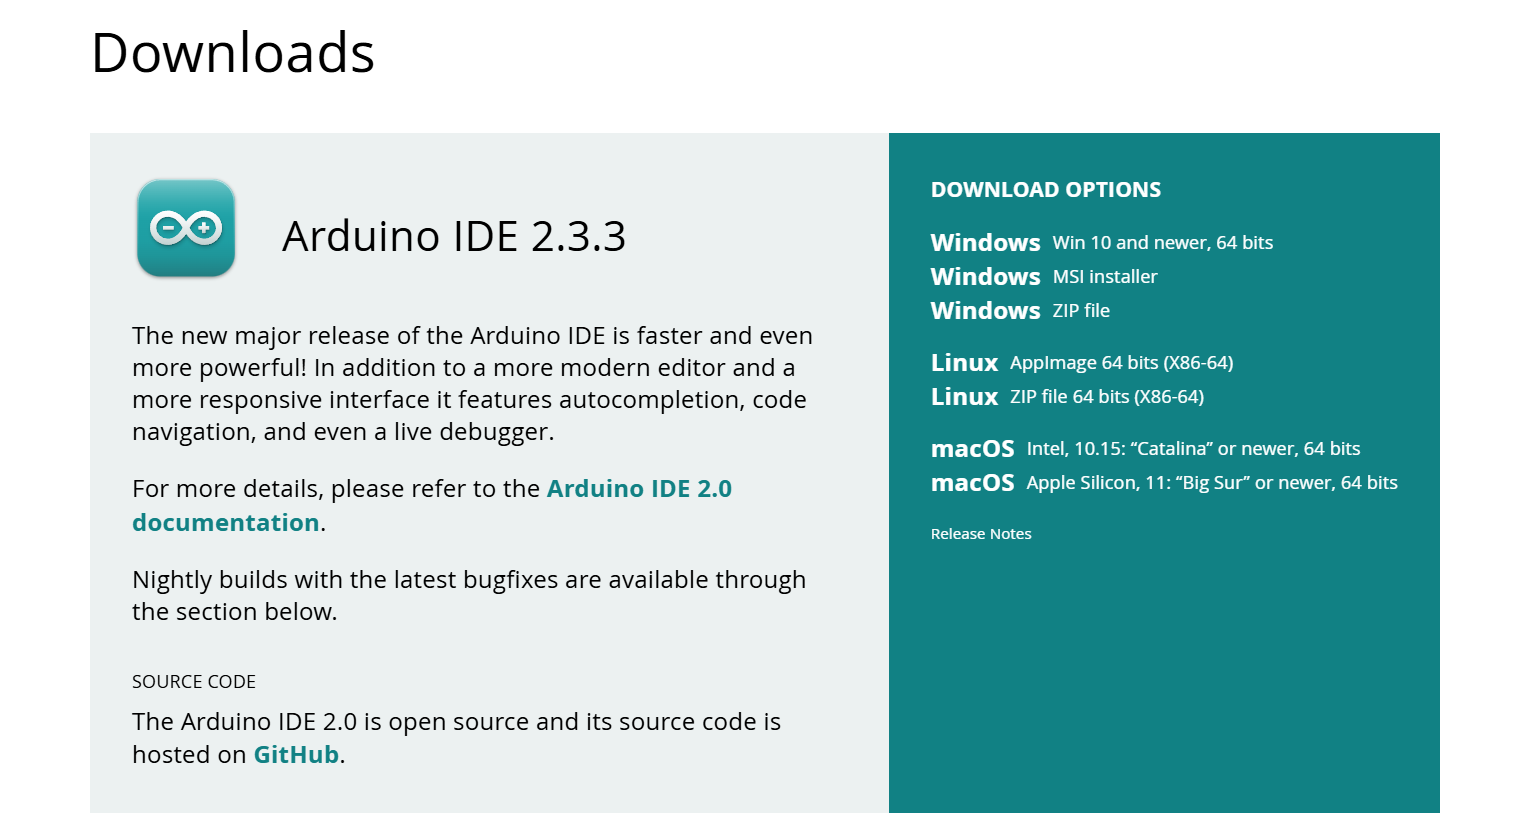 Downloads
Arduino IDE 2.3.3
The new major release of the Arduino IDE is faster and even
more powerful! In addition to a more modern editor and a
more responsive interface it features autocompletion, code
navigation, and even a live debugger.
For more details, please refer to the Arduino IDE 2.0
documentation.
Nightly builds with the latest bugfixes are available through
the section below.
SOURCE CODE
The Arduino IDE 2.0 is open source and its source code is
hosted on GitHub.
DOWNLOAD OPTIONS
Windows Win 10 and newer, 64 bits
Windows MSI installer
Windows ZIP file
Linux AppImage 64 bits (X86-64)
Linux ZIP file 64 bits (X86-64)
macOS Intel, 10.15: “Catalina” or newer, 64 bits
macOS Apple Silicon, 11: “Big Sur” or newer, 64 bits
Release Notes